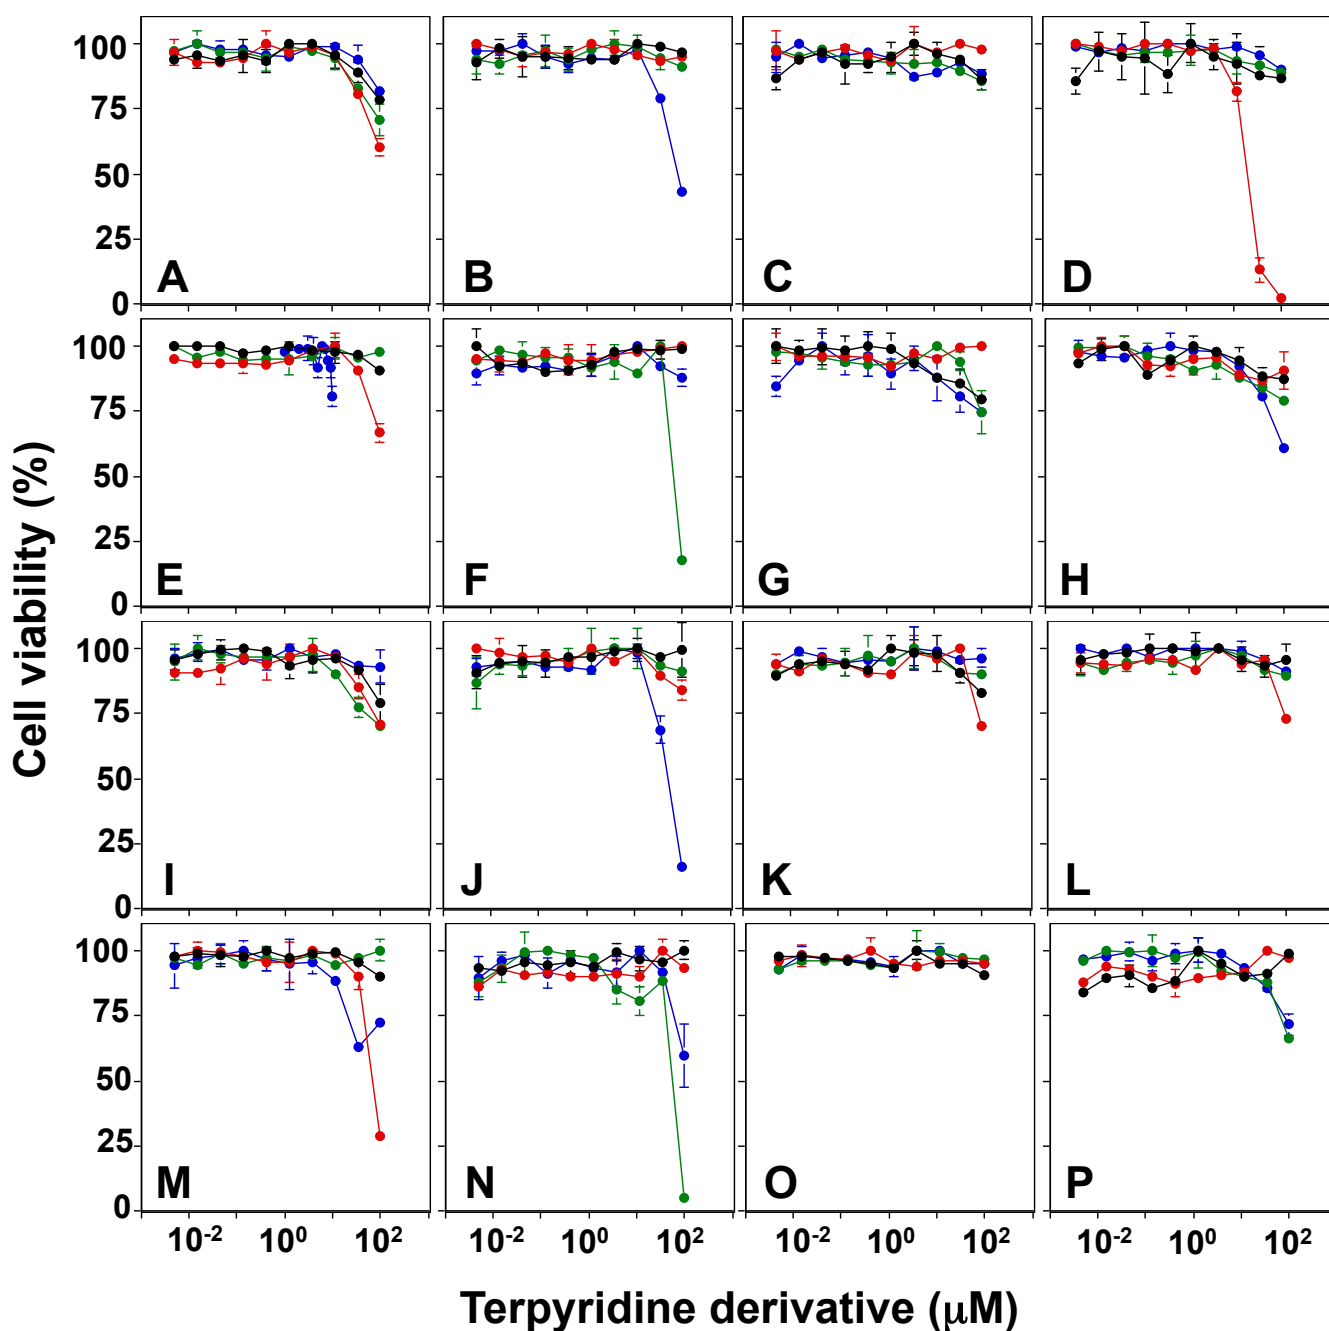 Cell viability (%)
100
75
50
25
0
A
B
C
D
100
75
50
25
0
E
F
G
H
100
75
50
25
0
I
J
K
L
100
75
50
25
0
M
N
O
P
10⁻² 10⁰ 10² 10⁻² 10⁰ 10² 10⁻² 10⁰ 10² 10⁻² 10⁰ 10²
Terpyridine derivative (μM)